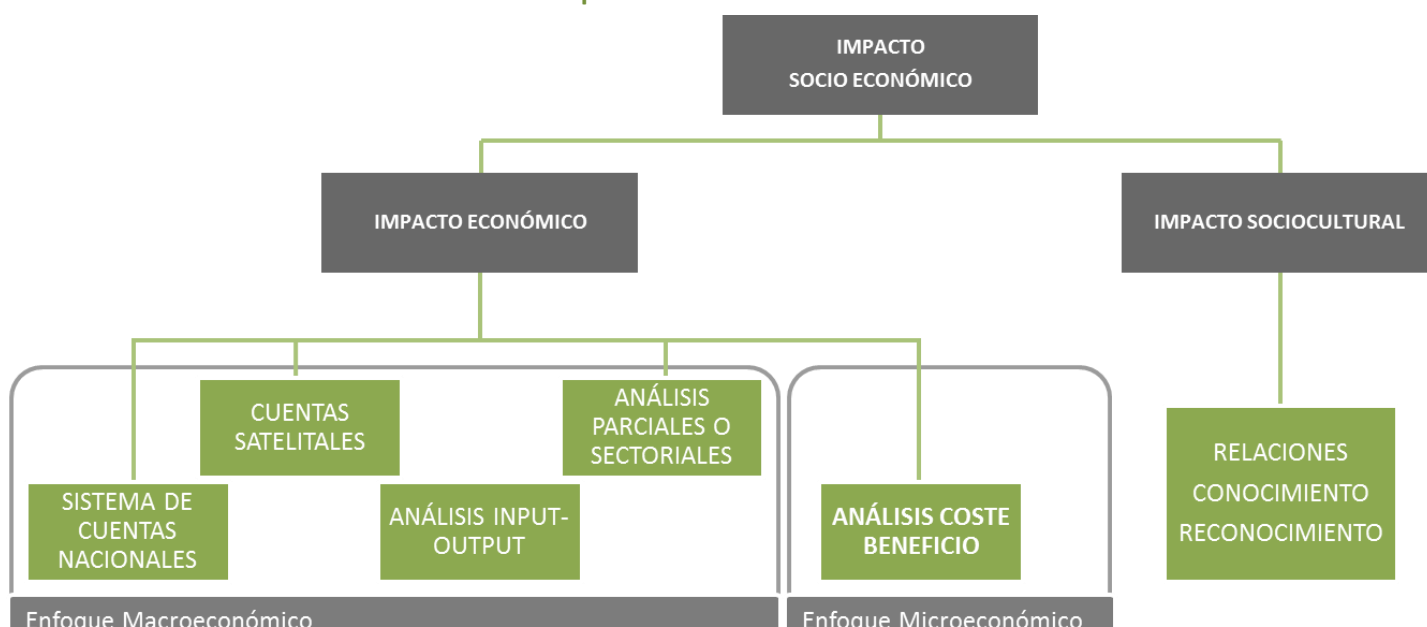 IMPACTO
SOCIO ECONÓMICO
IMPACTO ECONÓMICO
IMPACTO SOCIOCULTURAL
CUENTAS
SATELITALES
ANÁLISIS
PARCIALES O
SECTORIALES
SISTEMA DE
CUENTAS
NACIONALES
ANÁLISIS INPUT-
OUTPUT
ANÁLISIS COSTE
BENEFICIO
RELACIONES
CONOCIMIENTO
RECONOCIMIENTO
Enfoque Macroeconómico
Enfoque Microeconómico